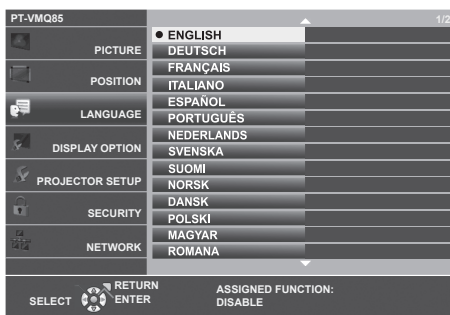 PT-VMQ85
1/2
PICTURE
POSITION
LANGUAGE
DISPLAY OPTION
PROJECTOR SETUP
SECURITY
NETWORK
ENGLISH
DEUTSCH
FRANÇAIS
ITALIANO
ESPAÑOL
PORTUGUÊS
NEDERLANDS
SVENSKA
SUOMI
NORSK
DANSK
POLSKI
MAGYAR
ROMANA
SELECT
RETURN
ENTER
ASSIGNED FUNCTION:
DISABLE